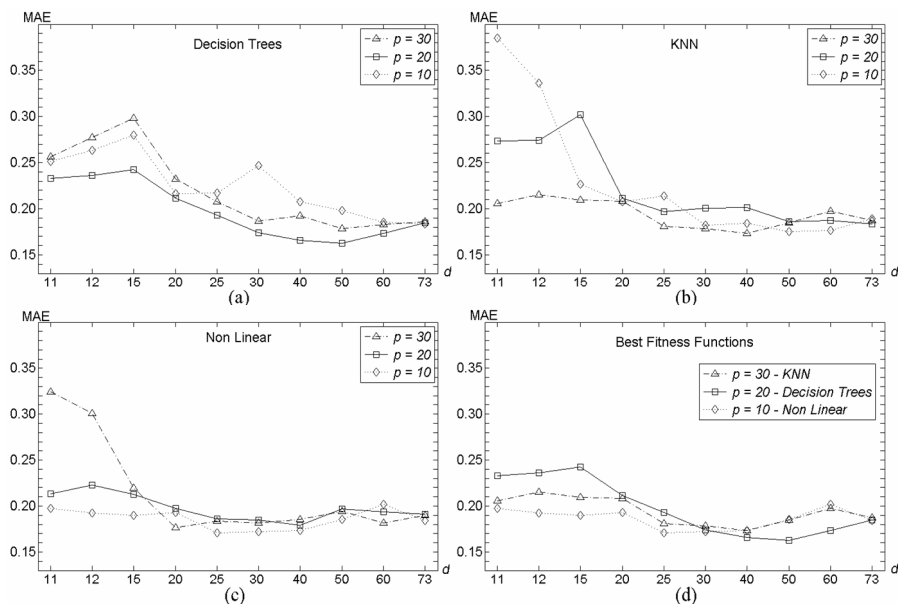 MAE
Decision Trees
p = 30
p = 20
p = 10
0.35
0.30
0.25
0.20
0.15
11 12 15 20 25 30 40 50 60 73
d
(a)
MAE
KNN
p = 30
p = 20
p = 10
0.35
0.30
0.25
0.20
0.15
11 12 15 20 25 30 40 50 60 73
d
(b)
MAE
Non Linear
p = 30
p = 20
p = 10
0.35
0.30
0.25
0.20
0.15
11 12 15 20 25 30 40 50 60 73
d
(c)
MAE
Best Fitness Functions
p = 30 - KNN
p = 20 - Decision Trees
p = 10 - Non Linear
0.35
0.30
0.25
0.20
0.15
11 12 15 20 25 30 40 50 60 73
d
(d)